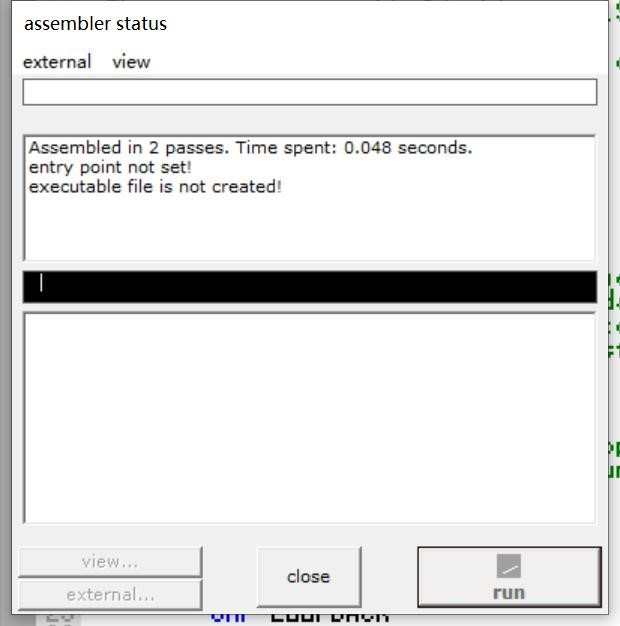 assembler status
external view
Assembled in 2 passes. Time spent: 0.048 seconds.
entry point not set!
executable file is not created!
view...
external...
close
run